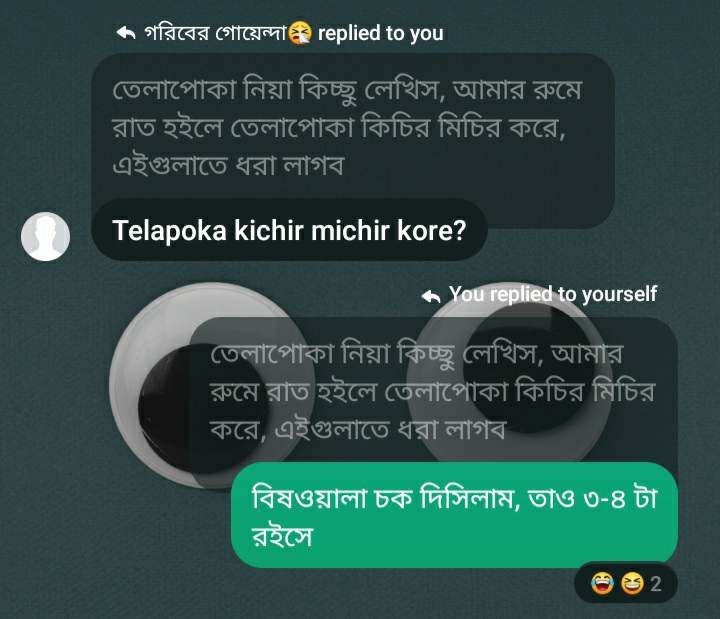 গরিবের গোয়েন্দা😤 replied to you
তেলাপোকা নিয়া কিচ্ছু লেখিস, আমার রুমে
রাত হইলে তেলাপোকা কিচির মিচির করে,
এইগুলাতে ধরা লাগব
Telapoka kichir michir kore?
You replied to yourself
তেলাপোকা নিয়া কিচ্ছু লেখিস, আমার
রুমে রাত হইলে তেলাপোকা কিচির মিচির
করে, এইগুলাতে ধরা লাগব
বিষওয়ালা চক দিসিলাম, তাও ৩-৪ টা
রইসে
😂 😆 2